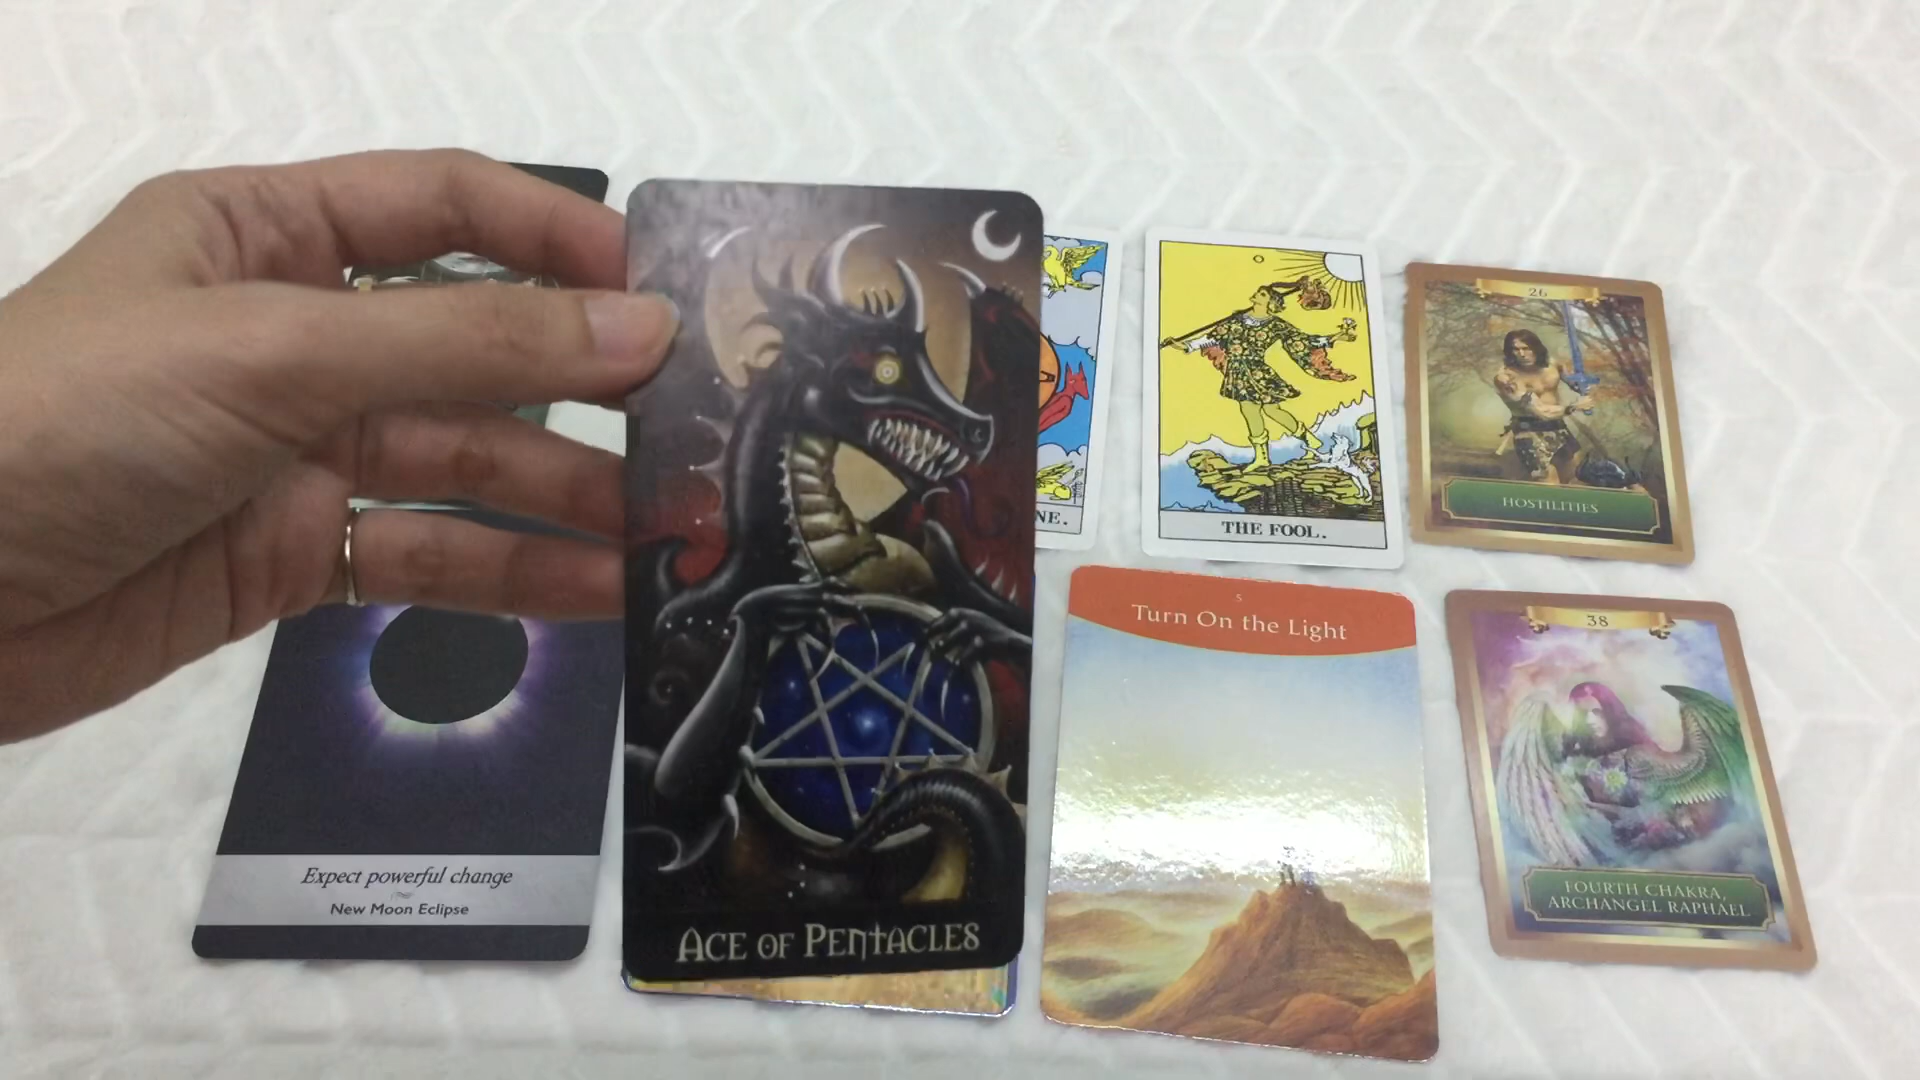 NE.
THE FOOL.
26
HOSTILITIES
Expect powerful change
New Moon Eclipse
ACE OF PENTACLES
5
Turn On the Light
38
FOURTH CHAKRA,
ARCHANGEL RAPHAEL